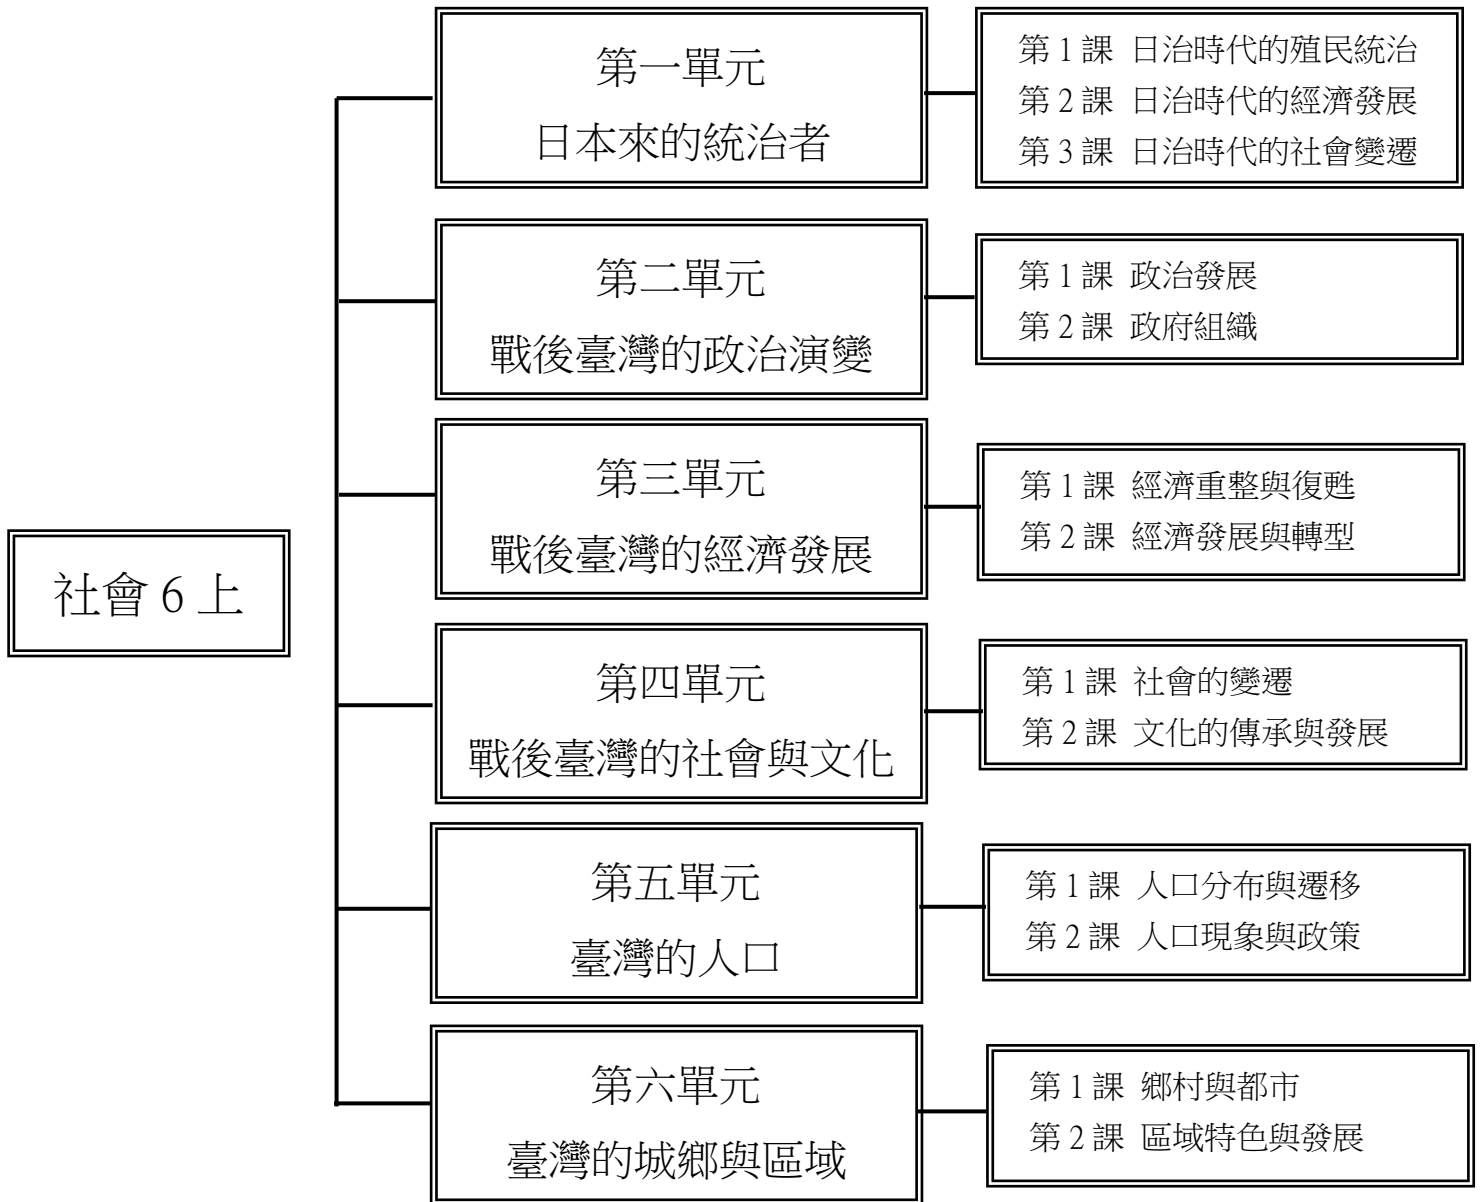 社會 6 上
第一單元
日本來的統治者
第 1 課 日治時代的殖民統治
第 2 課 日治時代的經濟發展
第 3 課 日治時代的社會變遷
第二單元
戰後臺灣的政治演變
第 1 課 政治發展
第 2 課 政府組織
第三單元
戰後臺灣的經濟發展
第 1 課 經濟重整與復甦
第 2 課 經濟發展與轉型
第四單元
戰後臺灣的社會與文化
第 1 課 社會的變遷
第 2 課 文化的傳承與發展
第五單元
臺灣的人口
第 1 課 人口分布與遷移
第 2 課 人口現象與政策
第六單元
臺灣的城鄉與區域
第 1 課 鄉村與都市
第 2 課 區域特色與發展